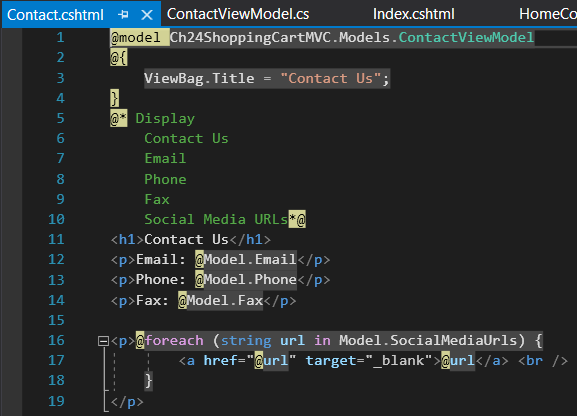 Contact.cshtml ContactViewModel.cs Index.cshtml HomeCo
1 @model Ch24ShoppingCartMVC.Models.ContactViewModel
2 @{
3 ViewBag.Title = "Contact Us";
4 }
5 @* Display
6 Contact Us
7 Email
8 Phone
9 Fax
10 Social Media URLs*@
11 <h1>Contact Us</h1>
12 <p>Email: @Model.Email</p>
13 <p>Phone: @Model.Phone</p>
14 <p>Fax: @Model.Fax</p>
15
16 <p>@foreach (string url in Model.SocialMediaUrls) {
17 <a href="@url" target="_blank">@url</a> <br />
18 }
19 </p>